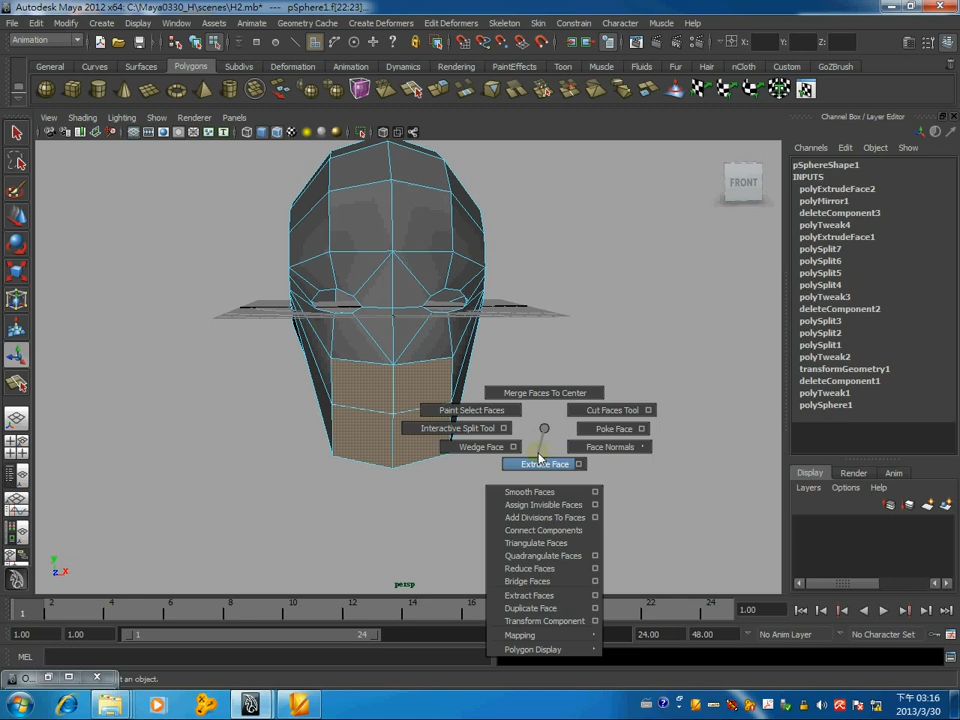 Autodesk Maya 2012 x64: C:\Maya0330_H\scenes\H2.mb* --- pSphere1.f[22:23]...
File Edit Modify Create Display Window Assets Animate Geometry Cache Create Deformers Edit Deformers Skeleton Skin Constrain Character Muscle Help
Animation X: Y: Z:
General Curves Surfaces Polygons Subdivs Deformation Animation Dynamics Rendering PaintEffects Toon Muscle Fluids Fur Hair nCloth Custom GoZBrush
View Shading Lighting Show Renderer Panels
Channel Box / Layer Editor
Channels Edit Object Show
pSphereShape1
INPUTS
polyExtrudeFace2
polyMirror1
deleteComponent3
polyTweak4
polyExtrudeFace1
polySplit7
polySplit6
polySplit5
polySplit4
polyTweak3
deleteComponent2
polySplit3
polySplit2
polySplit1
polyTweak2
transformGeometry1
deleteComponent1
polyTweak1
polySphere1
FRONT
Merge Faces To Center
Paint Select Faces Cut Faces Tool
Interactive Split Tool Poke Face
Wedge Face Face Normals
Extrude Face
Smooth Faces
Assign Invisible Faces
Add Divisions To Faces
Connect Components
Triangulate Faces
Quadrangulate Faces
Reduce Faces
Bridge Faces
Extract Faces
Duplicate Face
Transform Component
Mapping
Polygon Display
Display Render Anim
Layers Options Help
y
z x
persp
1 2 4 6 8 10 12 14 16 22 24 1.00
1.00 1.00 1 24 24.00 48.00 No Anim Layer No Character Set
MEL
O... an object.
下午 03:16
2013/3/30